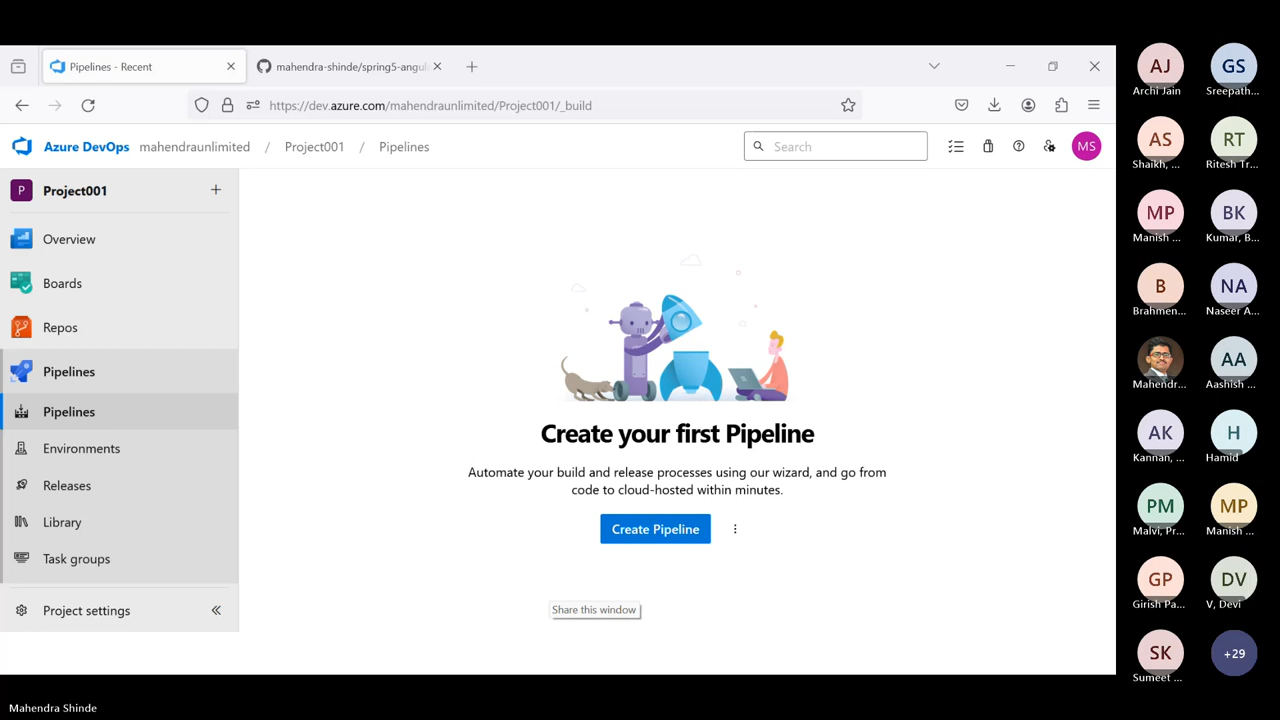 Pipelines - Recent
mahendra-shinde/spring5-angul
https://dev.azure.com/mahendraunlimited/Project001/_build
Azure DevOps mahendraunlimited / Project001 / Pipelines
Search
MS
P Project001
Overview
Boards
Repos
Pipelines
Pipelines
Environments
Releases
Library
Task groups
Project settings
Create your first Pipeline
Automate your build and release processes using our wizard, and go from
code to cloud-hosted within minutes.
Create Pipeline
Share this window
AJ GS
Archi Jain Sreepath...
AS RT
Shaikh, ... Ritesh Tr...
MP BK
Manish ... Kumar, B...
B NA
Brahmen... Naseer A...
AA
Mahendr... Aashish ...
AK H
Kannan, ... Hamid
PM MP
Malvi, Pr... Manish ...
GP DV
Girish Pa... V, Devi
SK +29
Sumeet ...
Mahendra Shinde